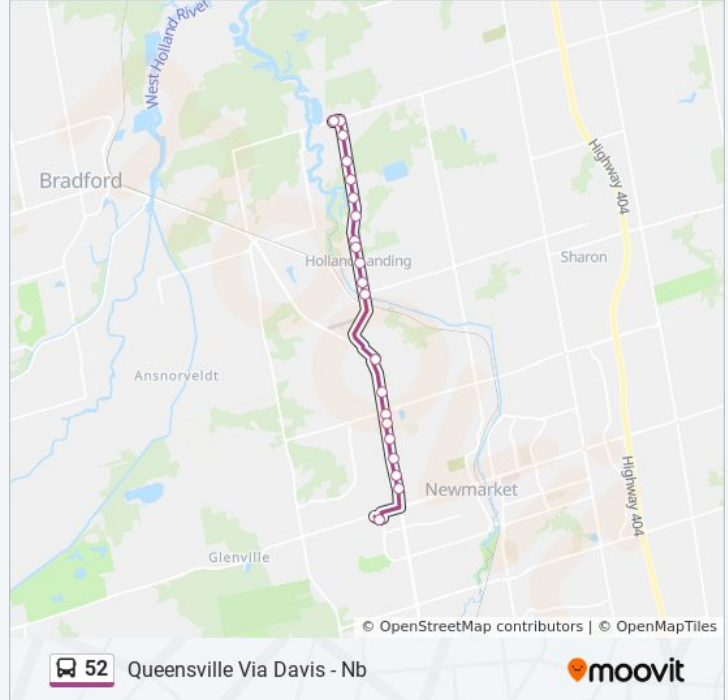 West Holland River
Bradford
Highway 404
Holland Landing
Sharon
Ansnorveldt
Newmarket
Highway 404
Glenville
© OpenStreetMap contributors | © OpenMapTiles
52 Queensville Via Davis - Nb
moovit